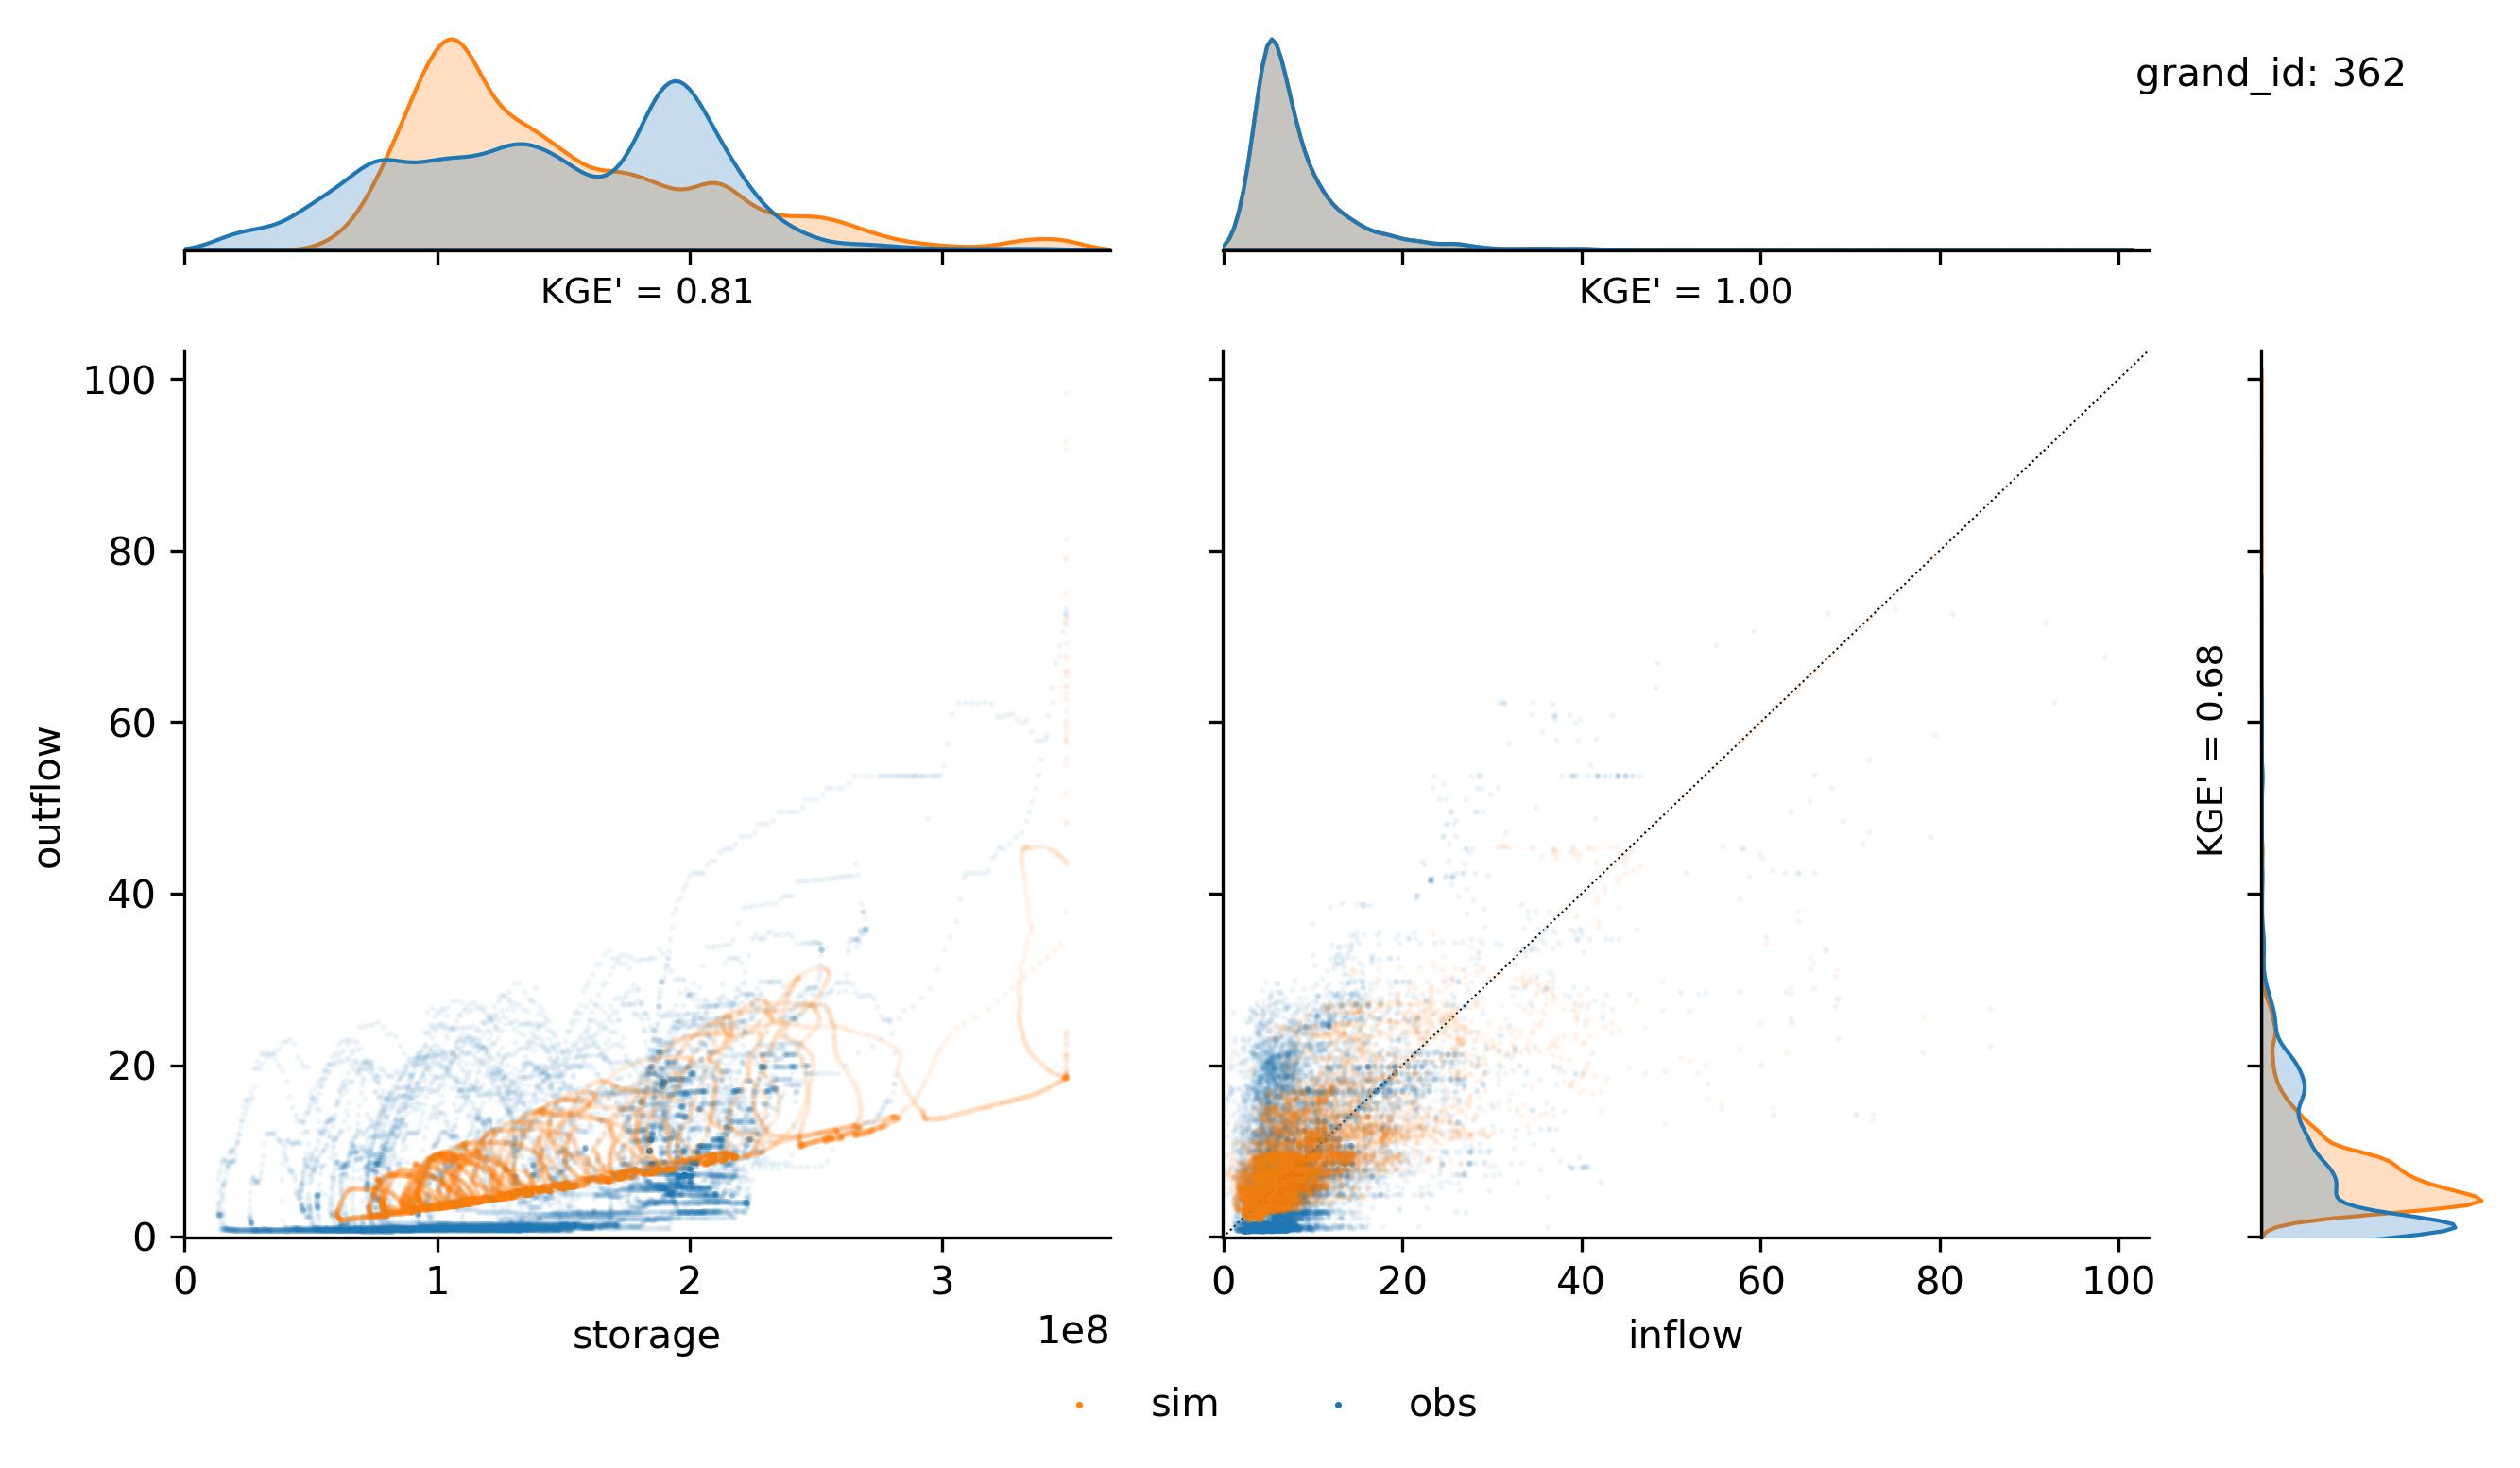 grand_id: 362
KGE' = 0.81
KGE' = 1.00
100
80
60
40
20
0
outflow
0 1 2 3
1e8
storage
0 20 40 60 80 100
inflow
KGE' = 0.68
sim obs